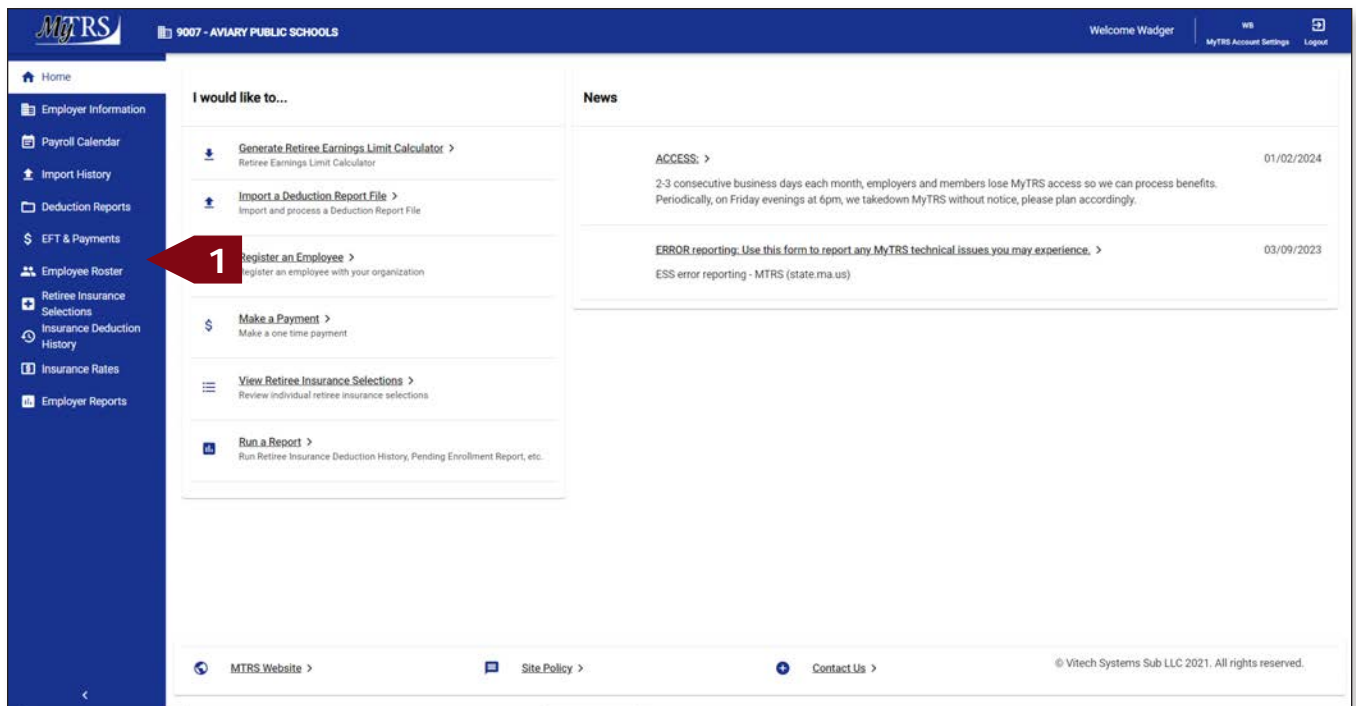 MyTRS
9007 - AVIARY PUBLIC SCHOOLS
Welcome Wadger
WB
MyTRS Account Settings
Logout
Home
Employer Information
Payroll Calendar
Import History
Deduction Reports
$ EFT & Payments
Employee Roster
Retiree Insurance
Selections
Insurance Deduction
History
Insurance Rates
Employer Reports
<
1
I would like to...
Generate Retiree Earnings Limit Calculator >
Retiree Earnings Limit Calculator
Import a Deduction Report File >
Import and process a Deduction Report File
Register an Employee >
Register an employee with your organization
$ Make a Payment >
Make a one time payment
View Retiree Insurance Selections >
Review individual retiree insurance selections
Run a Report >
Run Retiree Insurance Deduction History, Pending Enrollment Report, etc.
News
ACCESS: >
01/02/2024
2-3 consecutive business days each month, employers and members lose MyTRS access so we can process benefits.
Periodically, on Friday evenings at 6pm, we takedown MyTRS without notice, please plan accordingly.
ERROR reporting: Use this form to report any MyTRS technical issues you may experience. >
03/09/2023
ESS error reporting - MTRS (state.ma.us)
MTRS Website >
Site Policy >
Contact Us >
© Vitech Systems Sub LLC 2021. All rights reserved.